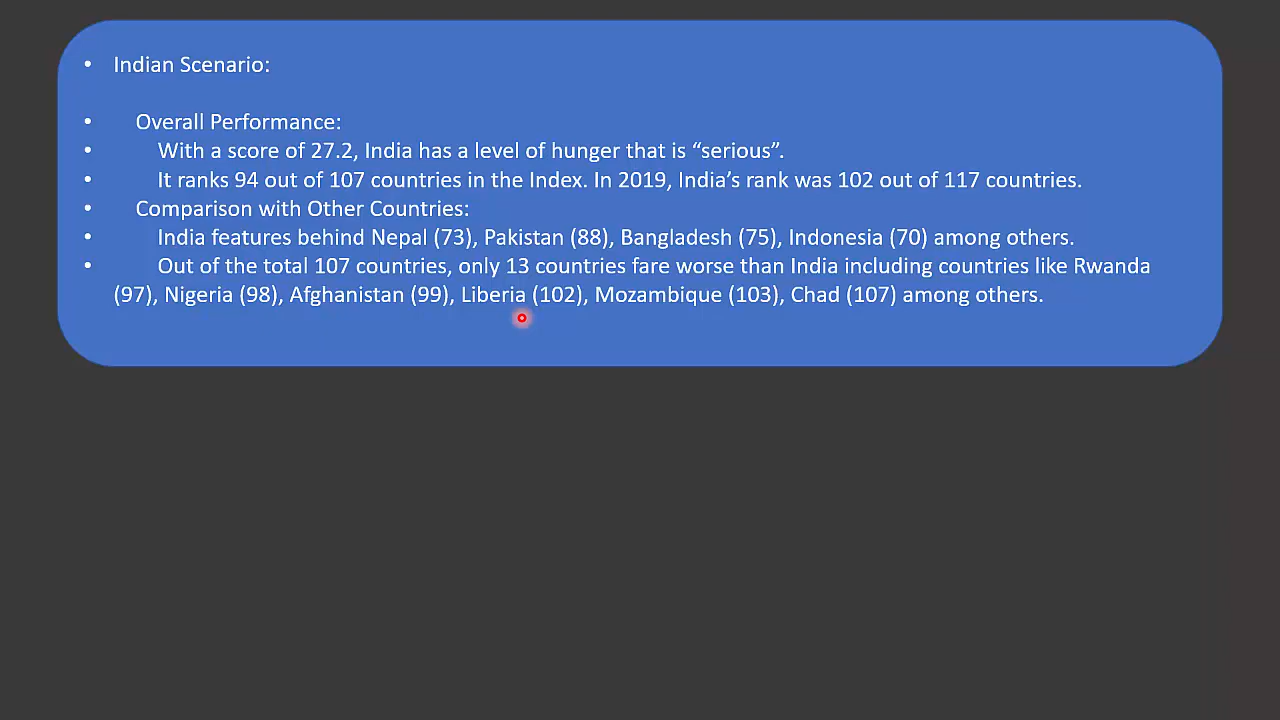 • Indian Scenario:
• Overall Performance:
• With a score of 27.2, India has a level of hunger that is “serious”.
• It ranks 94 out of 107 countries in the Index. In 2019, India’s rank was 102 out of 117 countries.
• Comparison with Other Countries:
• India features behind Nepal (73), Pakistan (88), Bangladesh (75), Indonesia (70) among others.
• Out of the total 107 countries, only 13 countries fare worse than India including countries like Rwanda
(97), Nigeria (98), Afghanistan (99), Liberia (102), Mozambique (103), Chad (107) among others.